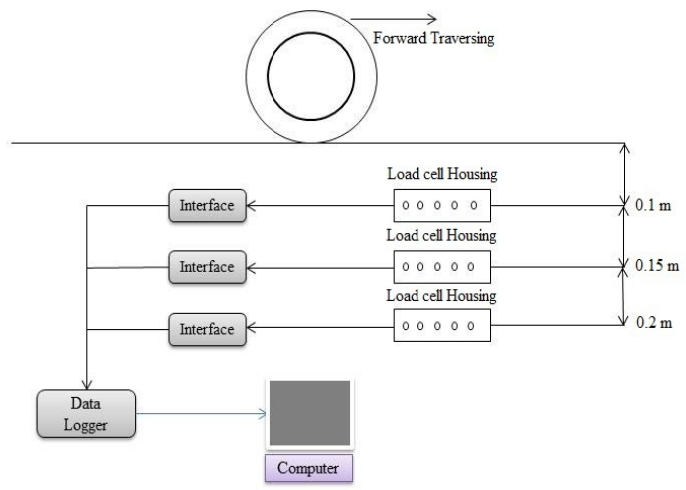 Forward Traversing
Load cell Housing
Interface
o o o o o
0.1 m
Load cell Housing
Interface
o o o o o
0.15 m
Load cell Housing
Interface
o o o o o
0.2 m
Data
Logger
Computer